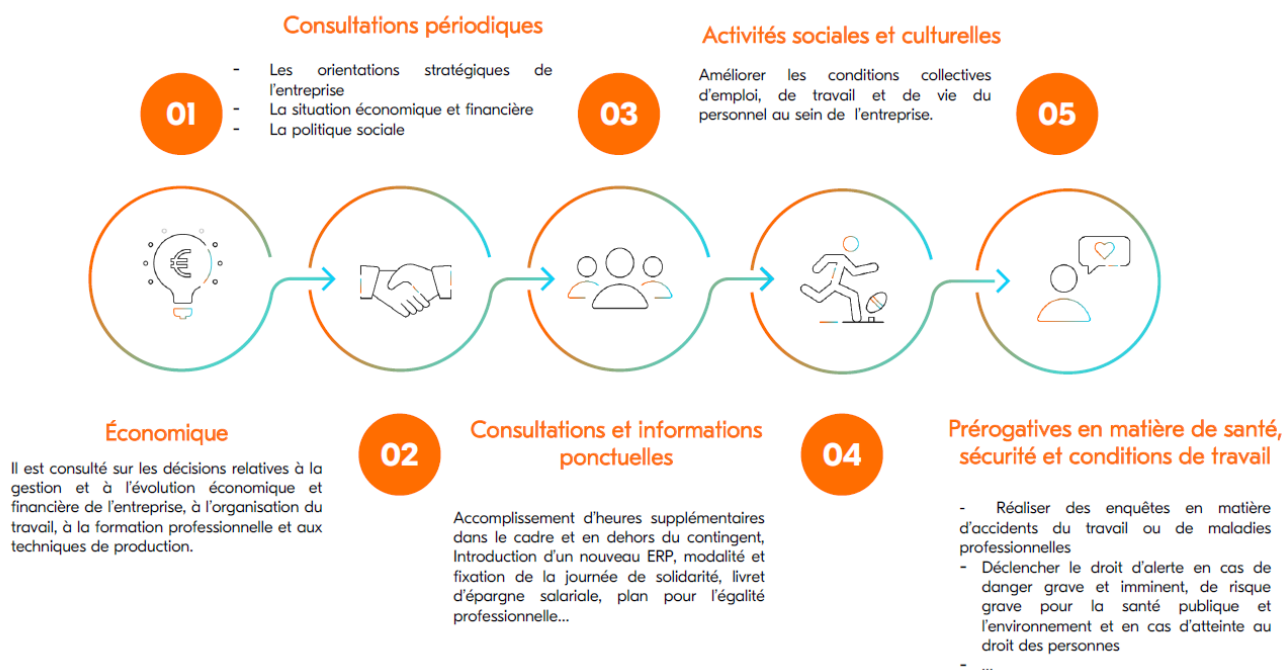 01
Économique
Il est consulté sur les décisions relatives à la
gestion et à l'évolution économique et
financière de l'entreprise, à l'organisation du
travail, à la formation professionnelle et aux
techniques de production.
02
Consultations périodiques
- Les orientations stratégiques de
l'entreprise
- La situation économique et financière
- La politique sociale
03
Consultations et informations
ponctuelles
Accomplissement d'heures supplémentaires
dans le cadre et en dehors du contingent,
Introduction d'un nouveau ERP, modalité et
fixation de la journée de solidarité, livret
d'épargne salariale, plan pour l'égalité
professionnelle...
04
Activités sociales et culturelles
Améliorer les conditions collectives
d'emploi, de travail et de vie du
personnel au sein de l'entreprise.
05
Prérogatives en matière de santé,
sécurité et conditions de travail
- Réaliser des enquêtes en matière
d'accidents du travail ou de maladies
professionnelles
- Déclencher le droit d'alerte en cas de
danger grave et imminent, de risque
grave pour la santé publique et
l'environnement et en cas d'atteinte au
droit des personnes
- ...
€